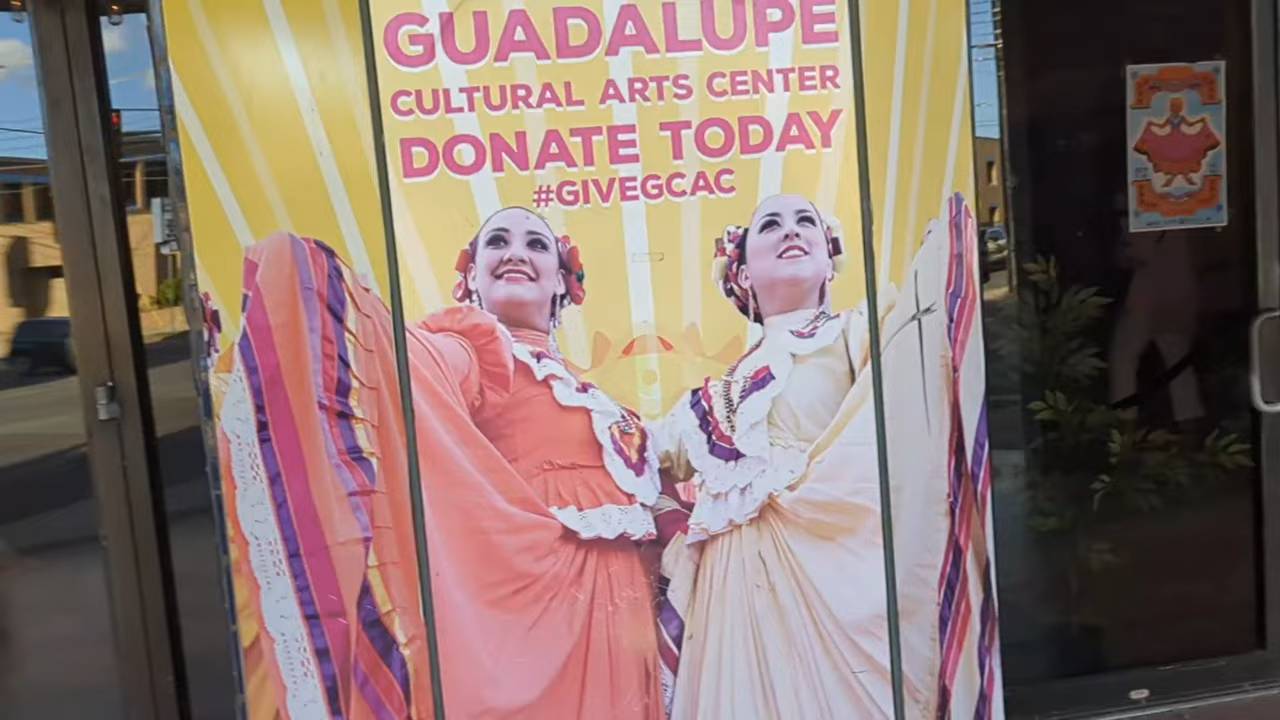 GUADALUPE
CULTURAL ARTS CENTER
DONATE TODAY
#GIVEGCAC